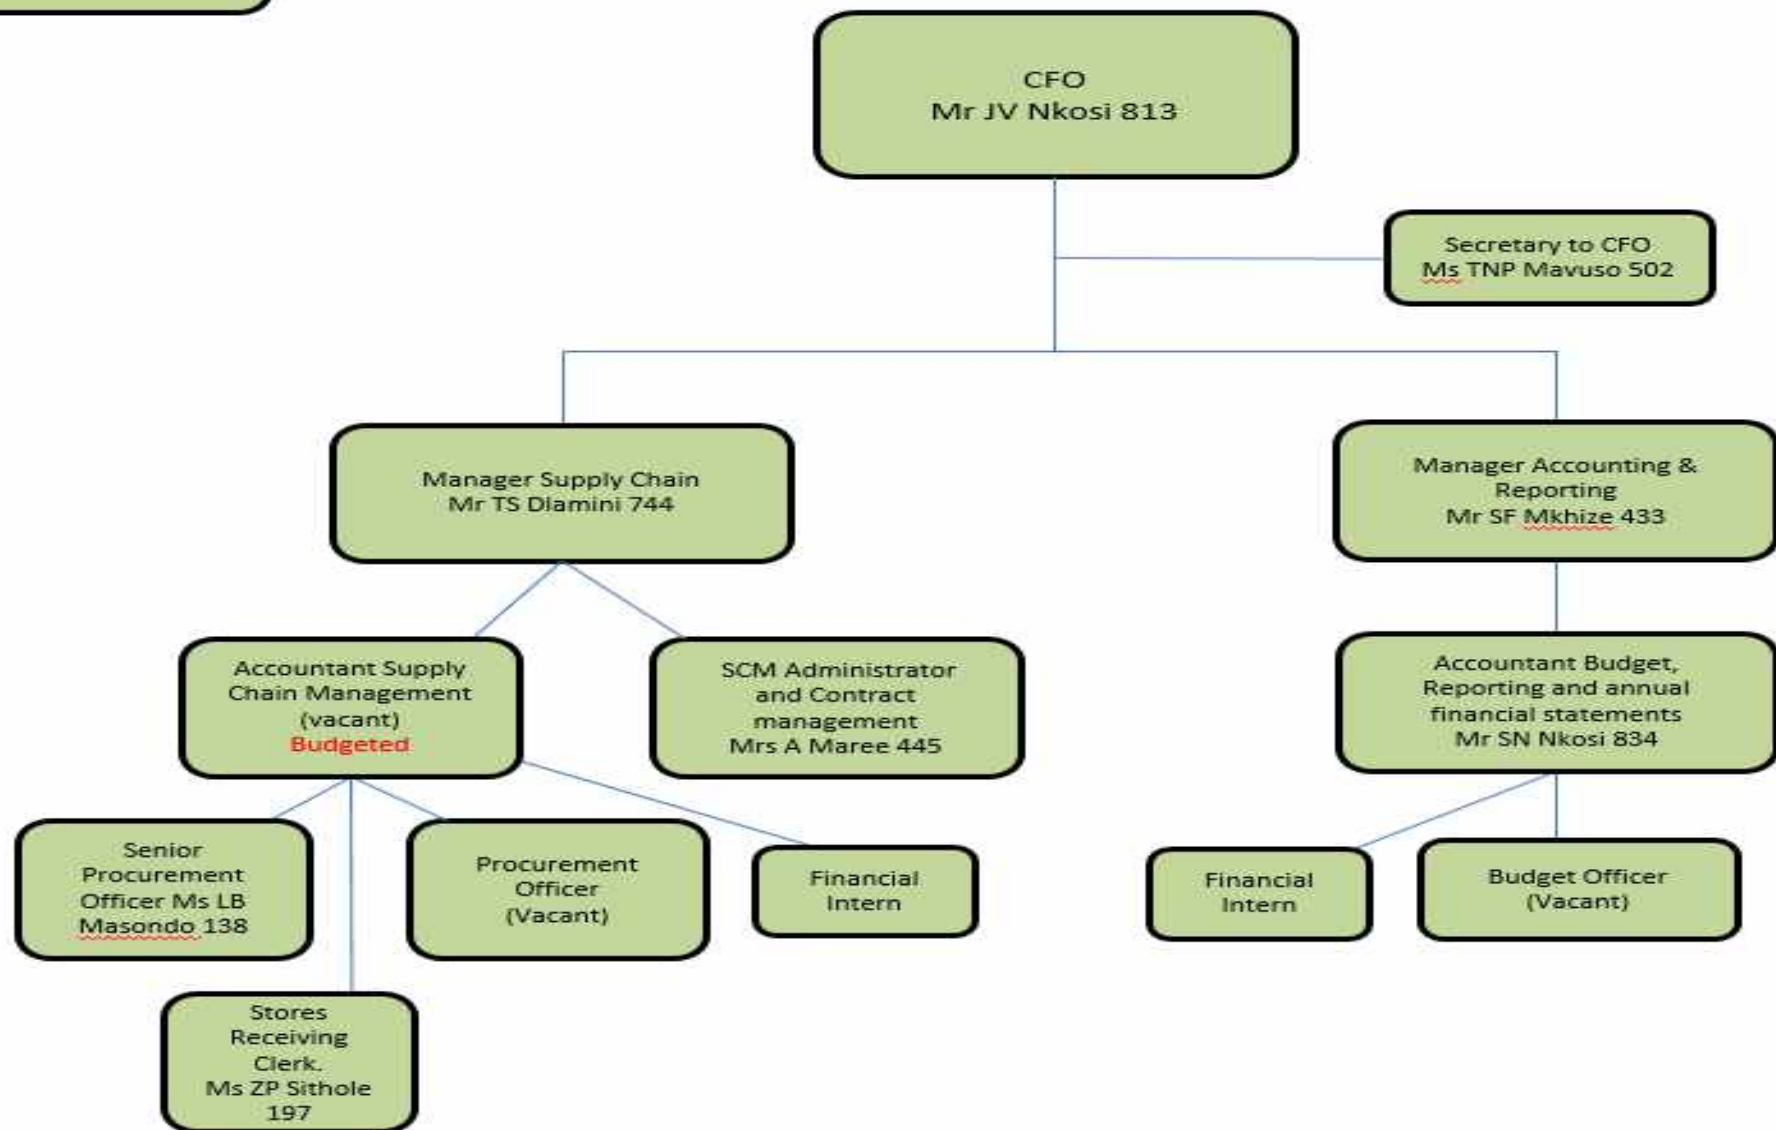 CFO
Mr JV Nkosi 813
Secretary to CFO
Ms TNP Mavuso 502
Manager Supply Chain
Mr TS Dlamini 744
Manager Accounting &
Reporting
Mr SF Mkhize 433
Accountant Supply
Chain Management
(vacant)
Budgeted
SCM Administrator
and Contract
management
Mrs A Maree 445
Accountant Budget,
Reporting and annual
financial statements
Mr SN Nkosi 834
Senior
Procurement
Officer Ms LB
Masondo 138
Procurement
Officer
(Vacant)
Financial
Intern
Financial
Intern
Budget Officer
(Vacant)
Stores
Receiving
Clerk.
Ms ZP Sithole
197